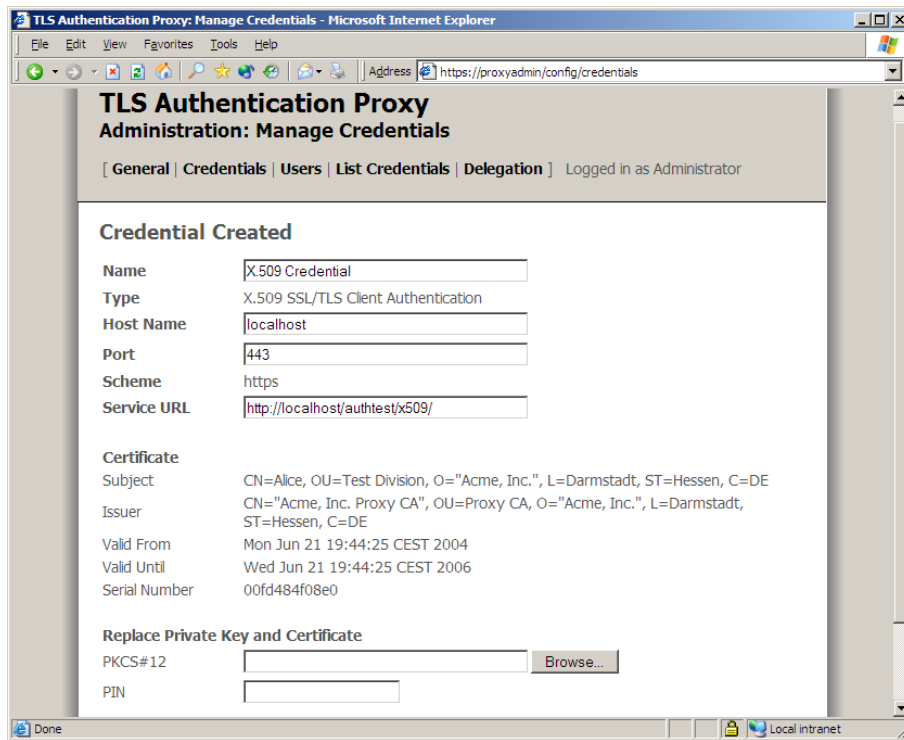 TLS Authentication Proxy: Manage Credentials - Microsoft Internet Explorer
File Edit View Favorites Tools Help
Address https://proxyadmin/config/credentials
TLS Authentication Proxy
Administration: Manage Credentials
[ General | Credentials | Users | List Credentials | Delegation ] Logged in as Administrator
Credential Created
Name X.509 Credential
Type X.509 SSL/TLS Client Authentication
Host Name localhost
Port 443
Scheme https
Service URL http://localhost/authtest/x509/
Certificate
Subject CN=Alice, OU=Test Division, O="Acme, Inc.", L=Darmstadt, ST=Hessen, C=DE
Issuer CN="Acme, Inc. Proxy CA", OU=Proxy CA, O="Acme, Inc.", L=Darmstadt,
ST=Hessen, C=DE
Valid From Mon Jun 21 19:44:25 CEST 2004
Valid Until Wed Jun 21 19:44:25 CEST 2006
Serial Number 00fd484f08e0
Replace Private Key and Certificate
PKCS#12 Browse...
PIN
Done Local intranet